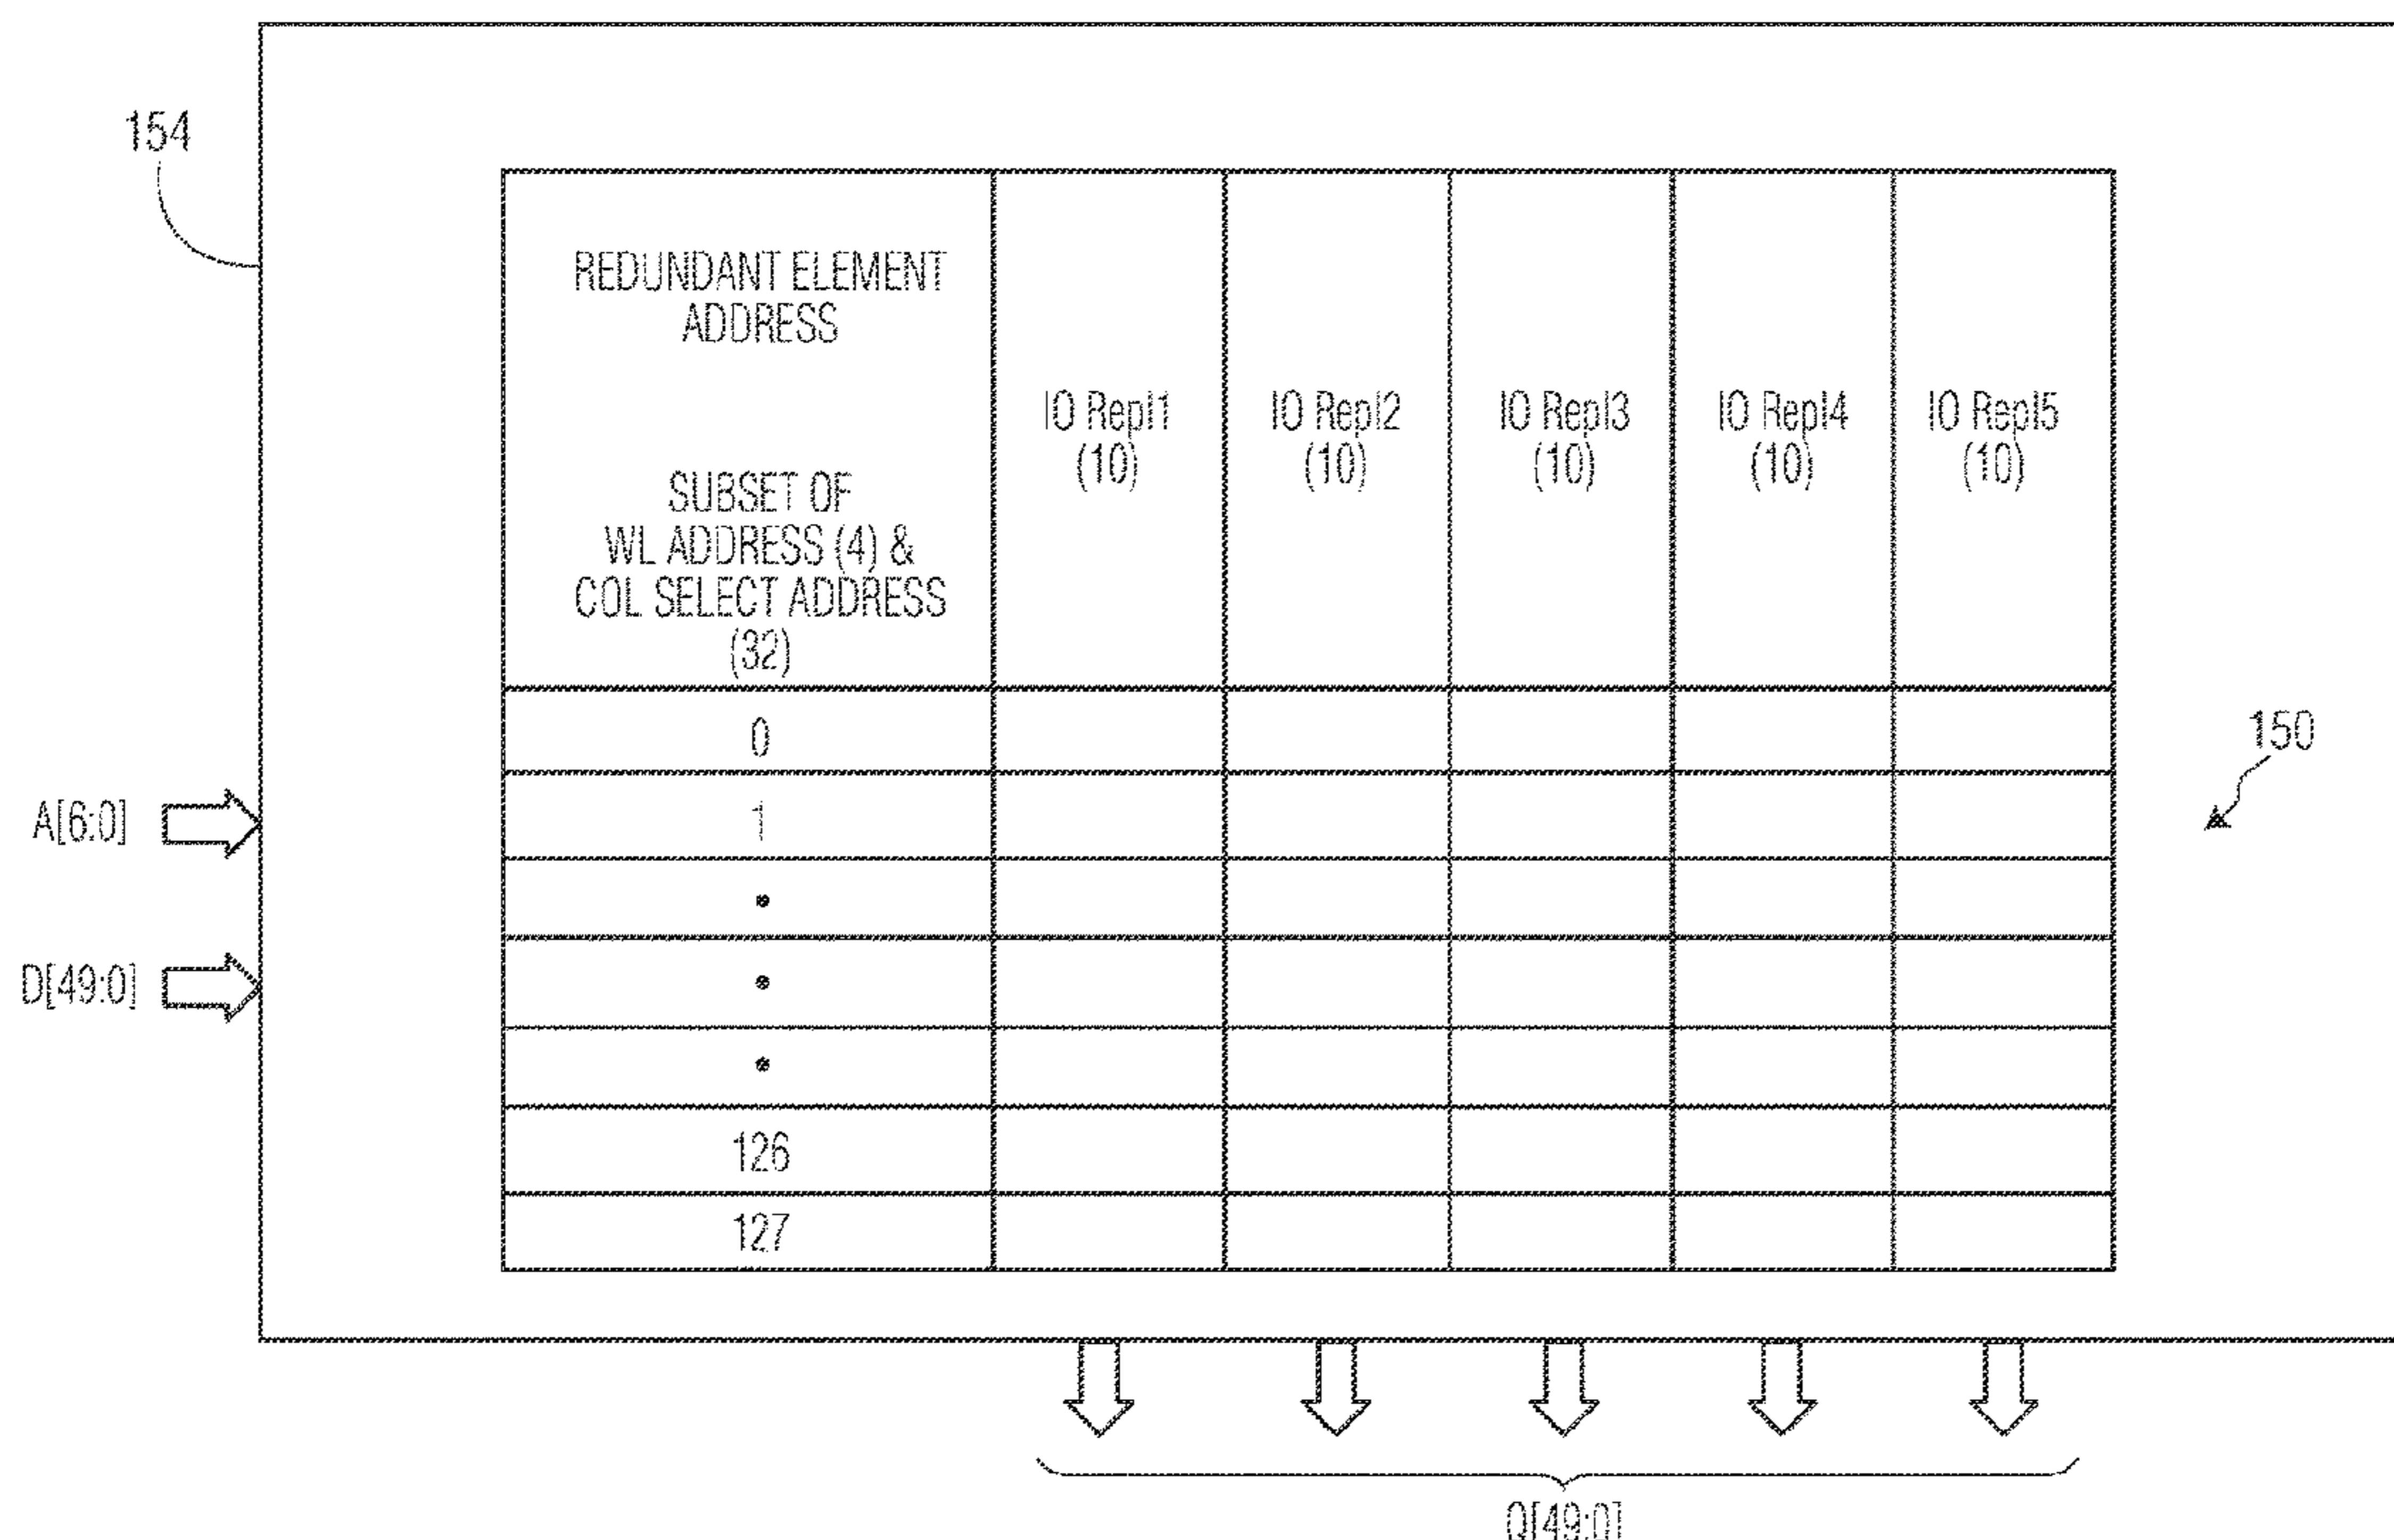 154
REDUNDANT ELEMENT
ADDRESS
SUBSET OF
WL ADDRESS (4) &
COL SELECT ADDRESS
(32)
IO Repl1
(10)
IO Repl2
(10)
IO Repl3
(10)
IO Repl4
(10)
IO Repl5
(10)
0
150
A[6:0]
1
D[49:0]
126
127
Q[49:0]